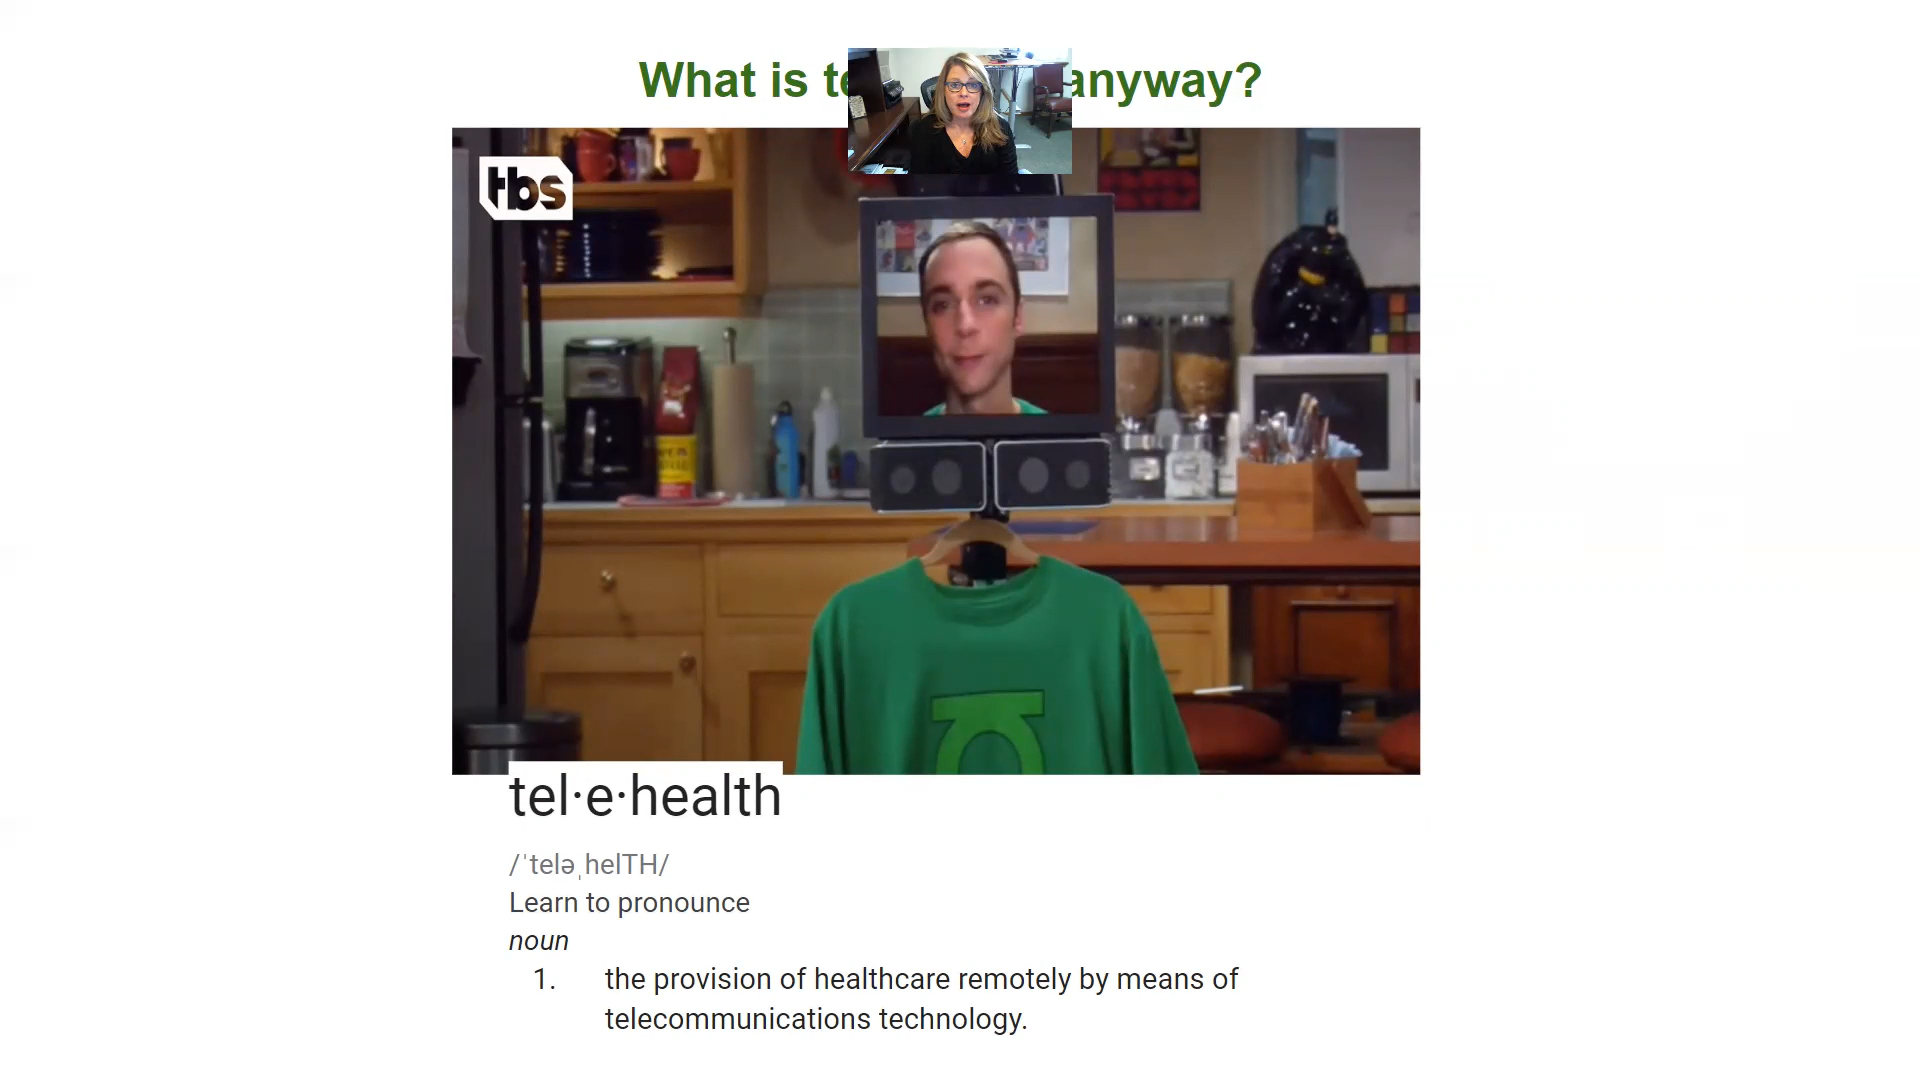 What is te anyway?
tbs
tel·e·health
/ˈteləˌhelTH/
Learn to pronounce
noun
1. the provision of healthcare remotely by means of
telecommunications technology.